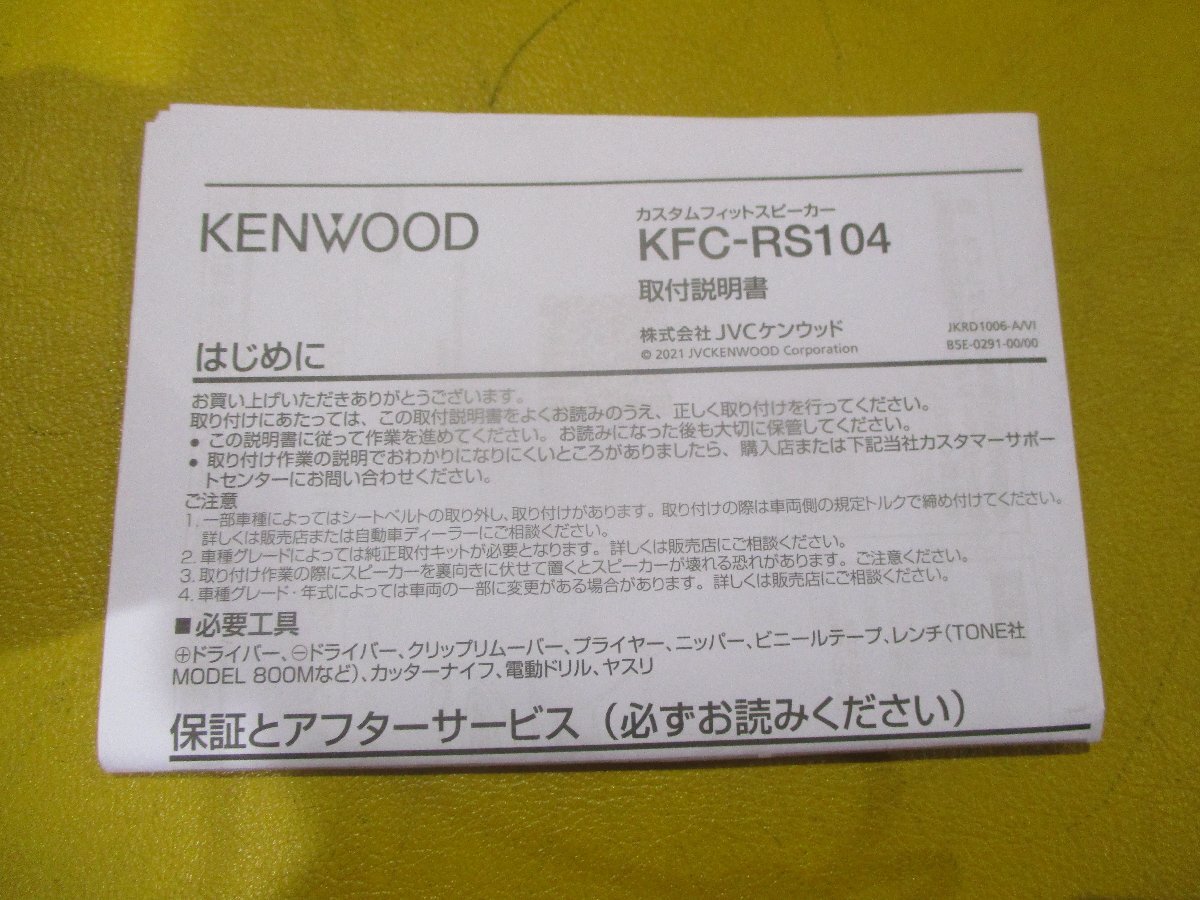 KENWOOD
カスタムフィットスピーカー
KFC-RS104
取付説明書
株式会社 JVCケンウッド
© 2021 JVCKENWOOD Corporation
JKRD1006-A/VI
B5E-0291-00/00
はじめに
お買い上げいただきありがとうございます。
取り付けにあたっては、この取付説明書をよくお読みのうえ、正しく取り付けを行ってください。
● この説明書に従って作業を進めてください。お読みになった後も大切に保管してください。
● 取り付け作業の説明でおわかりになりにくいところがありましたら、購入店または下記当社カスタマーサポー
トセンターにお問い合わせください。
ご注意
1. 一部車種によってはシートベルトの取り外し、取り付けがあります。取り付けの際は車両側の規定トルクで締め付けてください。
詳しくは販売店または自動車ディーラーにご相談ください。
2. 車種グレードによっては純正取付キットが必要となります。詳しくは販売店にご相談ください。
3. 取り付け作業の際にスピーカーを裏向きに伏せて置くとスピーカーが壊れる恐れがあります。ご注意ください。
4. 車種グレード・年式によっては車両の一部に変更がある場合があります。詳しくは販売店にご相談ください。
■ 必要工具
⊕ドライバー、⊖ドライバー、クリップリムーバー、プライヤー、ニッパー、ビニールテープ、レンチ（TONE社
MODEL 800Mなど）、カッターナイフ、電動ドリル、ヤスリ
保証とアフターサービス（必ずお読みください）